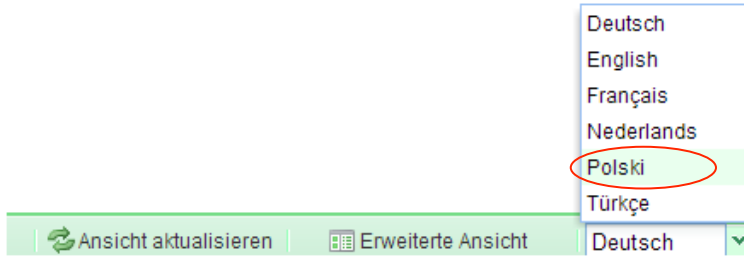 Deutsch
English
Français
Nederlands
Polski
Türkçe
Ansicht aktualisieren Erweiterte Ansicht Deutsch